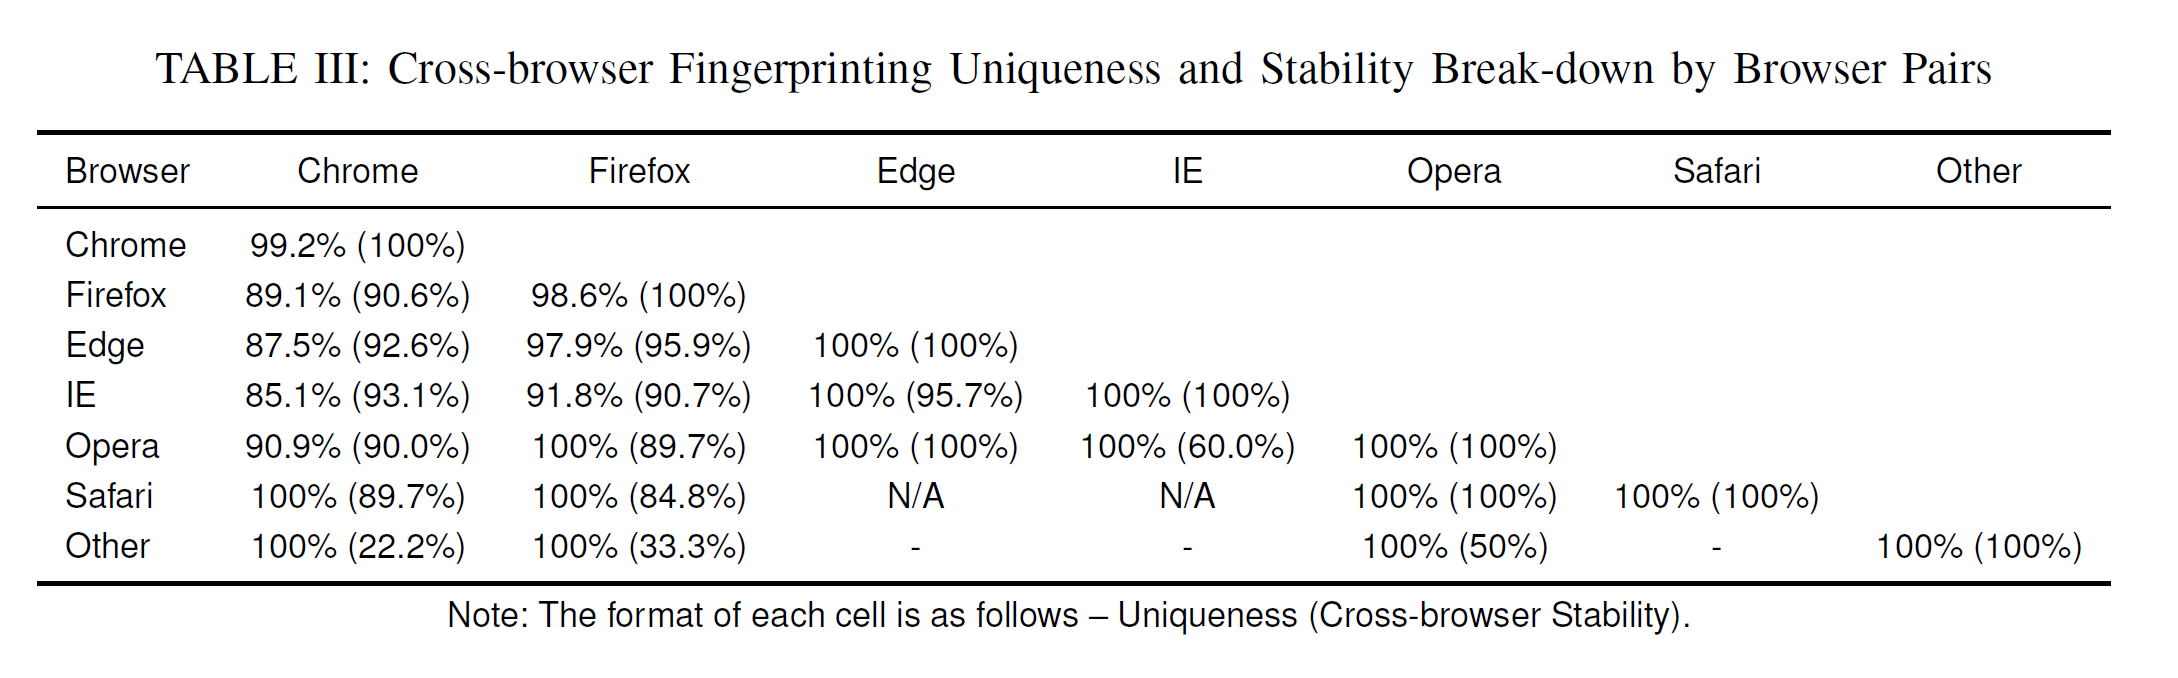 TABLE III: Cross-browser Fingerprinting Uniqueness and Stability Break-down by Browser Pairs
Browser Chrome Firefox Edge IE Opera Safari Other
Chrome 99.2% (100%)
Firefox 89.1% (90.6%) 98.6% (100%)
Edge 87.5% (92.6%) 97.9% (95.9%) 100% (100%)
IE 85.1% (93.1%) 91.8% (90.7%) 100% (95.7%) 100% (100%)
Opera 90.9% (90.0%) 100% (89.7%) 100% (100%) 100% (60.0%) 100% (100%)
Safari 100% (89.7%) 100% (84.8%) N/A N/A 100% (100%) 100% (100%)
Other 100% (22.2%) 100% (33.3%) - - 100% (50%) - 100% (100%)
Note: The format of each cell is as follows – Uniqueness (Cross-browser Stability).